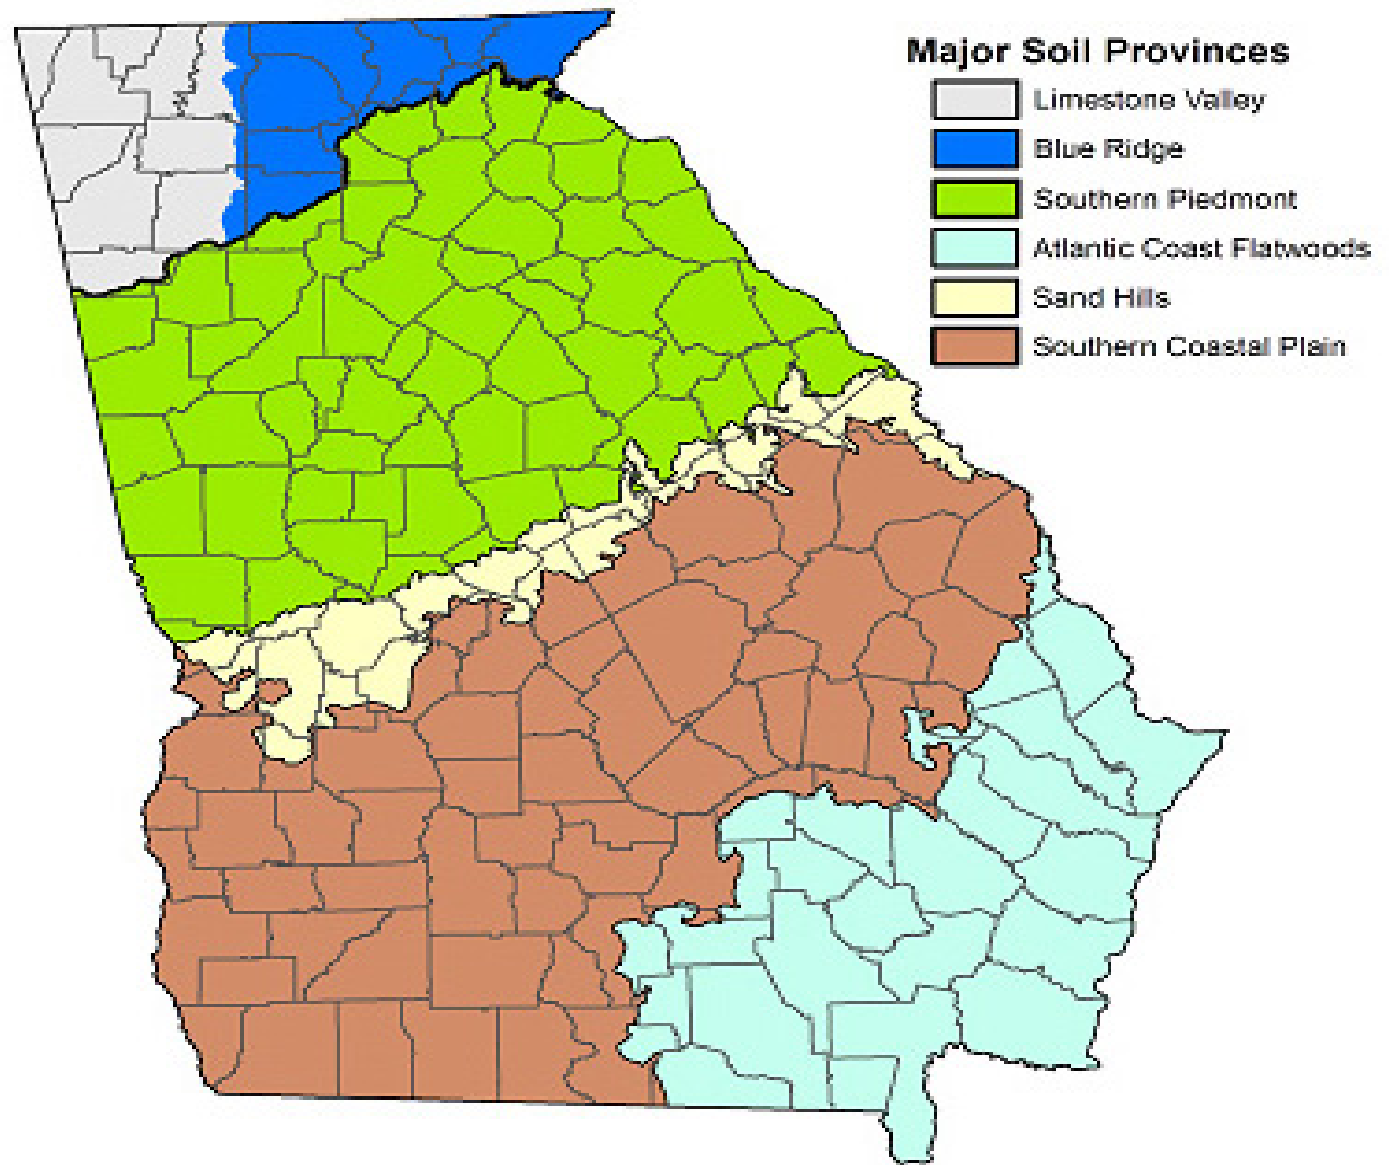 Major Soil Provinces
Limestone Valley
Blue Ridge
Southern Piedmont
Atlantic Coast Flatwoods
Sand Hills
Southern Coastal Plain